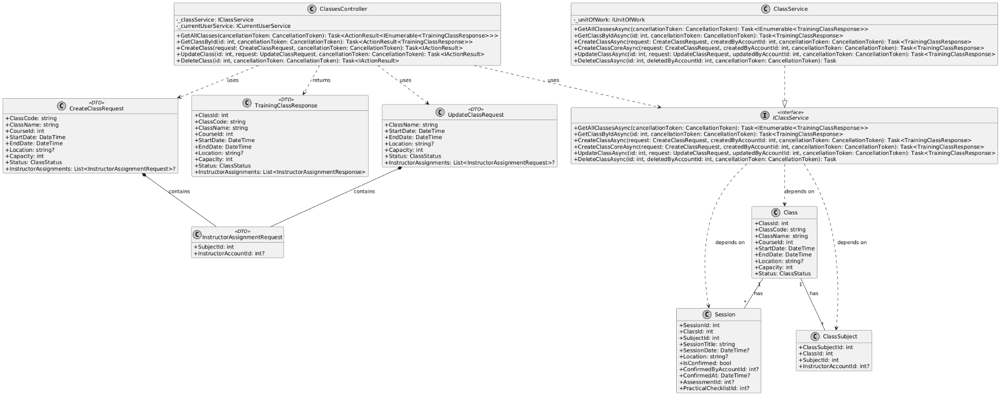 C ClassesController
-_classService: IClassService
-_currentUserService: ICurrentUserService
+GetAllClasses(cancellationToken: CancellationToken): Task<ActionResult<IEnumerable<TrainingClassResponse>>>
+GetClassById(id: int, cancellationToken: CancellationToken): Task<ActionResult<TrainingClassResponse>>
+CreateClass(request: CreateClassRequest, cancellationToken: CancellationToken): Task<IActionResult>
+UpdateClass(id: int, request: UpdateClassRequest, cancellationToken: CancellationToken): Task<IActionResult>
+DeleteClass(id: int, cancellationToken: CancellationToken): Task<IActionResult>
C ClassService
-_unitOfWork: IUnitOfWork
+GetAllClassesAsync(cancellationToken: CancellationToken): Task<IEnumerable<TrainingClassResponse>>
+GetClassByIdAsync(id: int, cancellationToken: CancellationToken): Task<TrainingClassResponse>
+CreateClassAsync(request: CreateClassRequest, createdByAccountId: int, cancellationToken: CancellationToken): Task<TrainingClassResponse>
+CreateClassCoreAsync(request: CreateClassRequest, createdByAccountId: int, cancellationToken: CancellationToken): Task<TrainingClassResponse>
+UpdateClassAsync(id: int, request: UpdateClassRequest, updatedByAccountId: int, cancellationToken: CancellationToken): Task<TrainingClassResponse>
+DeleteClassAsync(id: int, deletedByAccountId: int, cancellationToken: CancellationToken): Task
uses
returns
uses
uses
«DTO»
C CreateClassRequest
+ClassCode: string
+ClassName: string
+CourseId: int
+StartDate: DateTime
+EndDate: DateTime
+Location: string?
+Capacity: int
+Status: ClassStatus
+InstructorAssignments: List<InstructorAssignmentRequest>?
«DTO»
C TrainingClassResponse
+ClassId: int
+ClassCode: string
+ClassName: string
+CourseId: int
+StartDate: DateTime
+EndDate: DateTime
+Location: string?
+Capacity: int
+Status: ClassStatus
+InstructorAssignments: List<InstructorAssignmentResponse>
«DTO»
C UpdateClassRequest
+ClassName: string
+StartDate: DateTime
+EndDate: DateTime
+Location: string?
+Capacity: int
+Status: ClassStatus
+InstructorAssignments: List<InstructorAssignmentRequest>?
«interface»
I IClassService
+GetAllClassesAsync(cancellationToken: CancellationToken): Task<IEnumerable<TrainingClassResponse>>
+GetClassByIdAsync(id: int, cancellationToken: CancellationToken): Task<TrainingClassResponse>
+CreateClassAsync(request: CreateClassRequest, createdByAccountId: int, cancellationToken: CancellationToken): Task<TrainingClassResponse>
+CreateClassCoreAsync(request: CreateClassRequest, createdByAccountId: int, cancellationToken: CancellationToken): Task<TrainingClassResponse>
+UpdateClassAsync(id: int, request: UpdateClassRequest, updatedByAccountId: int, cancellationToken: CancellationToken): Task<TrainingClassResponse>
+DeleteClassAsync(id: int, deletedByAccountId: int, cancellationToken: CancellationToken): Task
contains
contains
depends on
«DTO»
C InstructorAssignmentRequest
+SubjectId: int
+InstructorAccountId: int?
C Class
+ClassId: int
+ClassCode: string
+ClassName: string
+CourseId: int
+StartDate: DateTime
+EndDate: DateTime
+Location: string?
+Capacity: int
+Status: ClassStatus
depends on
depends on
1
1
has
has
*
*
C Session
+SessionId: int
+ClassId: int
+SubjectId: int
+SessionTitle: string
+SessionDate: DateTime?
+Location: string?
+IsConfirmed: bool
+ConfirmedByAccountId: int?
+ConfirmedAt: DateTime?
+AssessmentId: int?
+PracticalChecklistId: int?
C ClassSubject
+ClassSubjectId: int
+ClassId: int
+SubjectId: int
+InstructorAccountId: int?